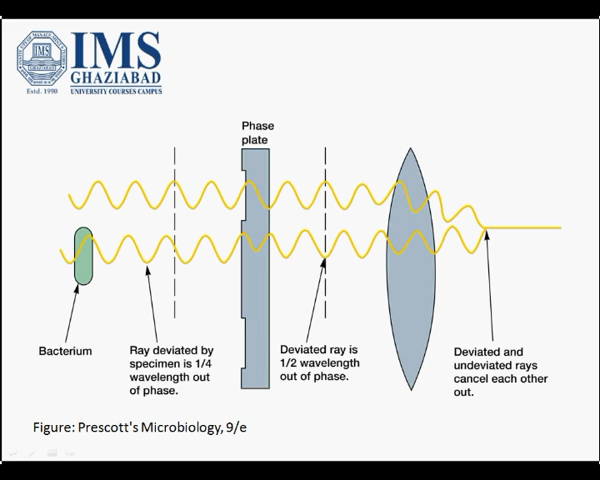 IMS
GHAZIABAD
UNIVERSITY COURSES CAMPUS
IMS
Estd. 1990
Phase
plate
Bacterium
Ray deviated by
specimen is 1/4
wavelength out
of phase.
Deviated ray is
1/2 wavelength
out of phase.
Deviated and
undeviated rays
cancel each other
out.
Figure: Prescott's Microbiology, 9/e